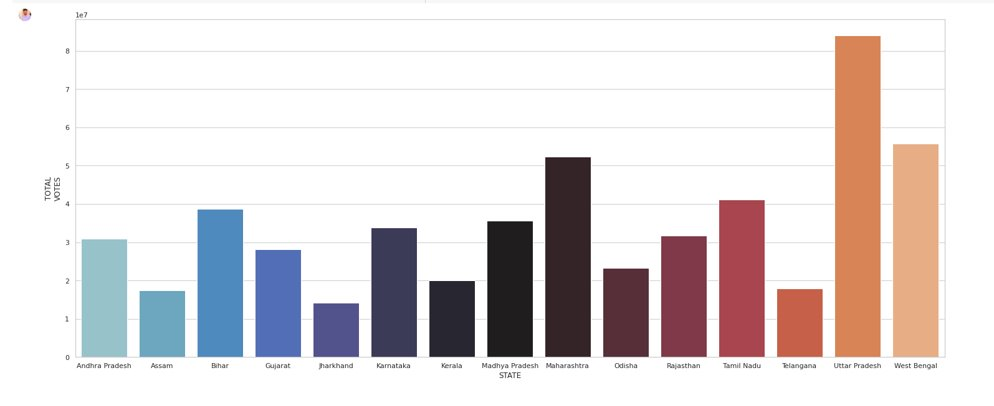 1e7
8
7
6
5
4
3
2
1
0
TOTAL
VOTES
Andhra Pradesh Assam Bihar Gujarat Jharkhand Karnataka Kerala Madhya Pradesh Maharashtra Odisha Rajasthan Tamil Nadu Telangana Uttar Pradesh West Bengal
STATE